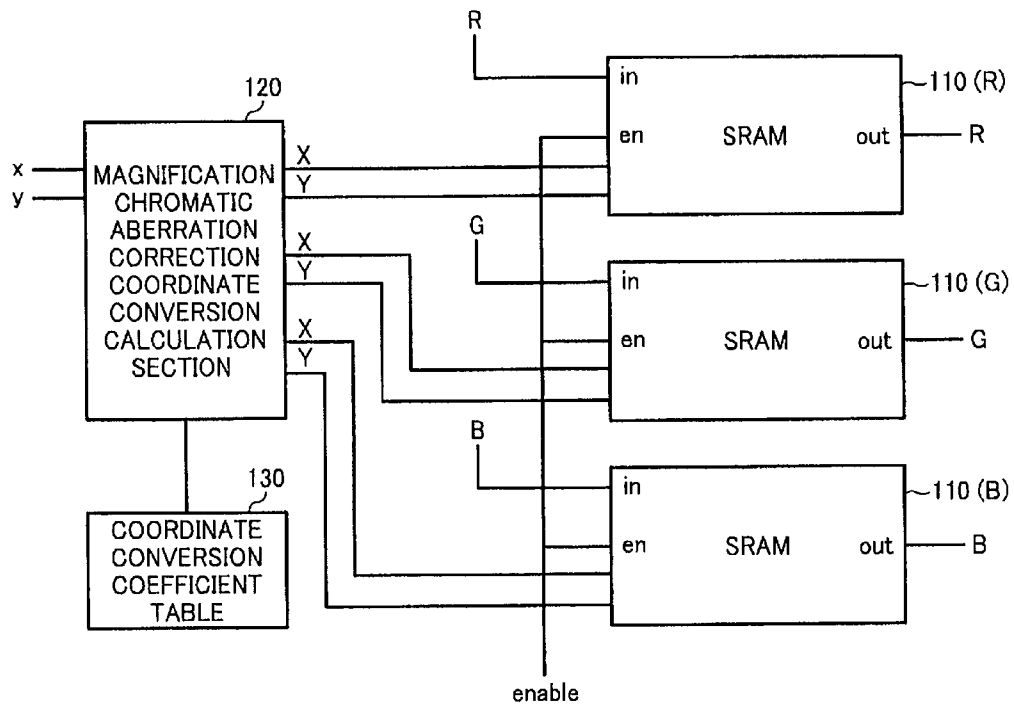 R
120
in
110 (R)
en
SRAM
out
R
x
y
MAGNIFICATION
CHROMATIC
ABERRATION
CORRECTION
COORDINATE
CONVERSION
CALCULATION
SECTION
X
Y
X
Y
X
Y
G
in
110 (G)
en
SRAM
out
G
B
in
110 (B)
en
SRAM
out
B
130
COORDINATE
CONVERSION
COEFFICIENT
TABLE
enable